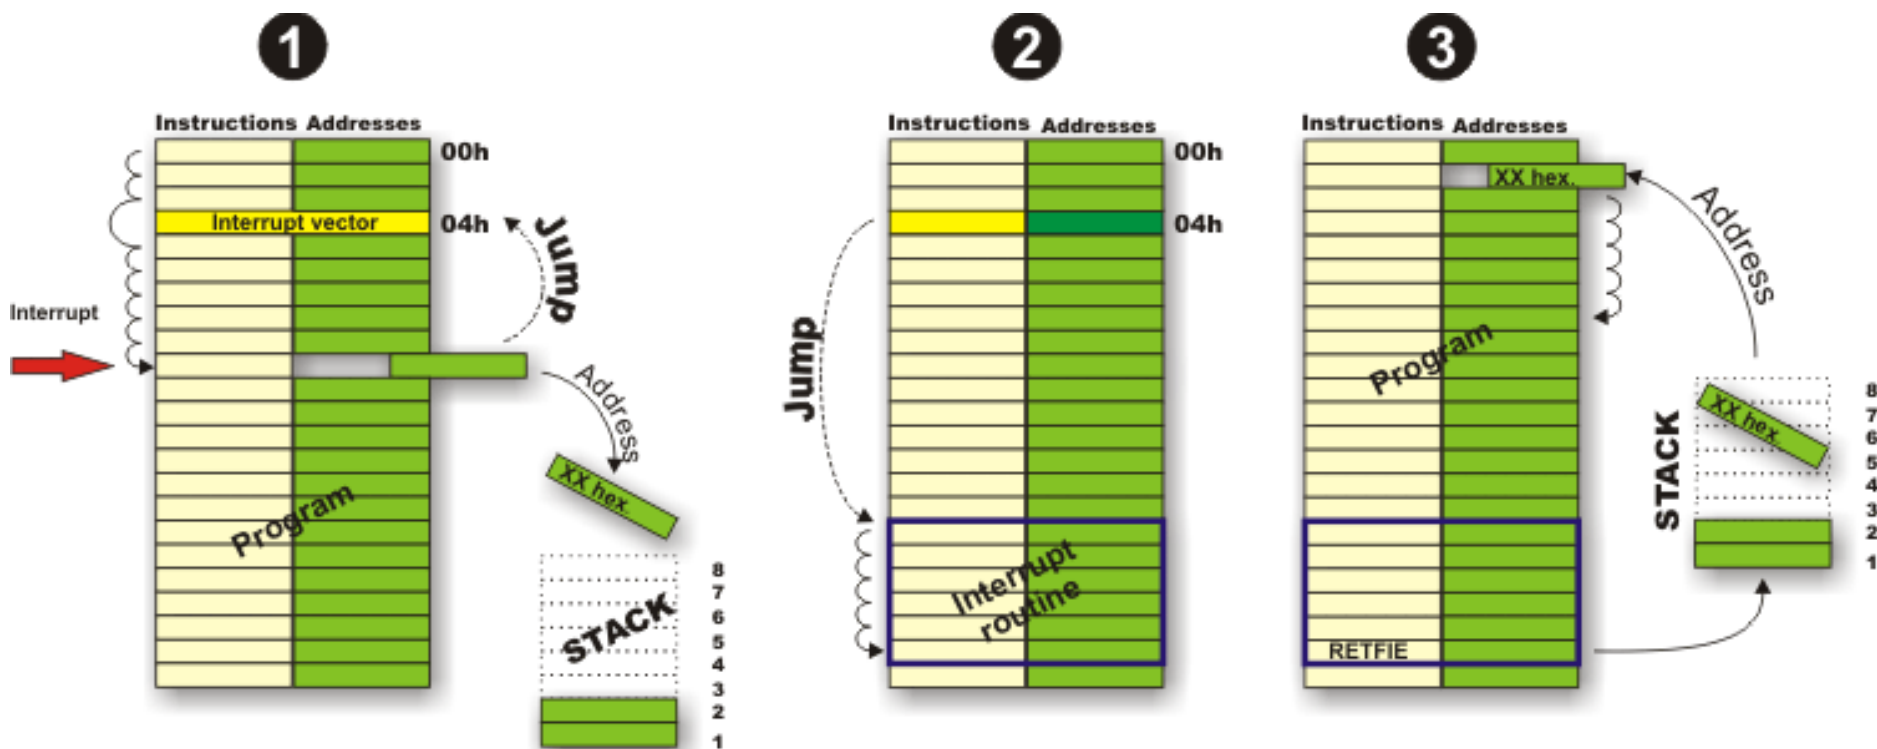 1
Instructions Addresses
00h
Interrupt vector
04h
Jump
Interrupt
Address
XX hex.
Program
STACK
8
7
6
5
4
3
2
1
2
Instructions Addresses
00h
04h
Jump
Interrupt
routine
3
Instructions Addresses
XX hex.
Address
Program
STACK
XX hex.
8
7
6
5
4
3
2
1
RETFIE